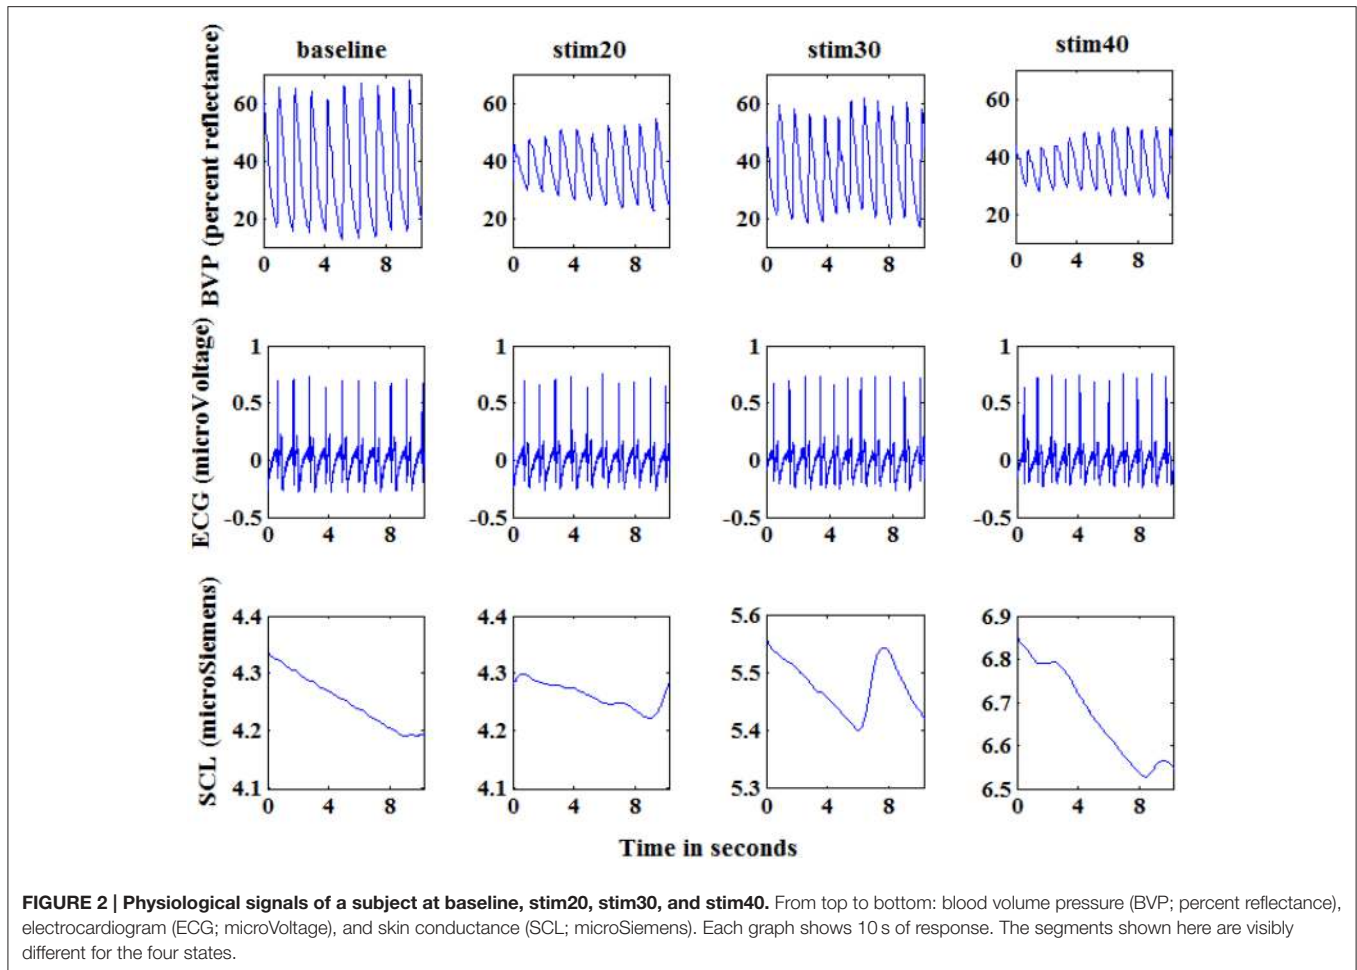 baseline
stim20
stim30
stim40
BVP (percent reflectance)
60
40
20
0 4 8
60
40
20
0 4 8
60
40
20
0 4 8
60
40
20
0 4 8
ECG (microVoltage)
1
0.5
0
-0.5
0 4 8
1
0.5
0
-0.5
0 4 8
1
0.5
0
-0.5
0 4 8
1
0.5
0
-0.5
0 4 8
SCL (microSiemens)
4.4
4.3
4.2
4.1
0 4 8
4.4
4.3
4.2
4.1
0 4 8
5.6
5.5
5.4
5.3
0 4 8
6.9
6.8
6.7
6.6
6.5
0 4 8
Time in seconds
FIGURE 2 | Physiological signals of a subject at baseline, stim20, stim30, and stim40. From top to bottom: blood volume pressure (BVP; percent reflectance),
electrocardiogram (ECG; microVoltage), and skin conductance (SCL; microSiemens). Each graph shows 10 s of response. The segments shown here are visibly
different for the four states.